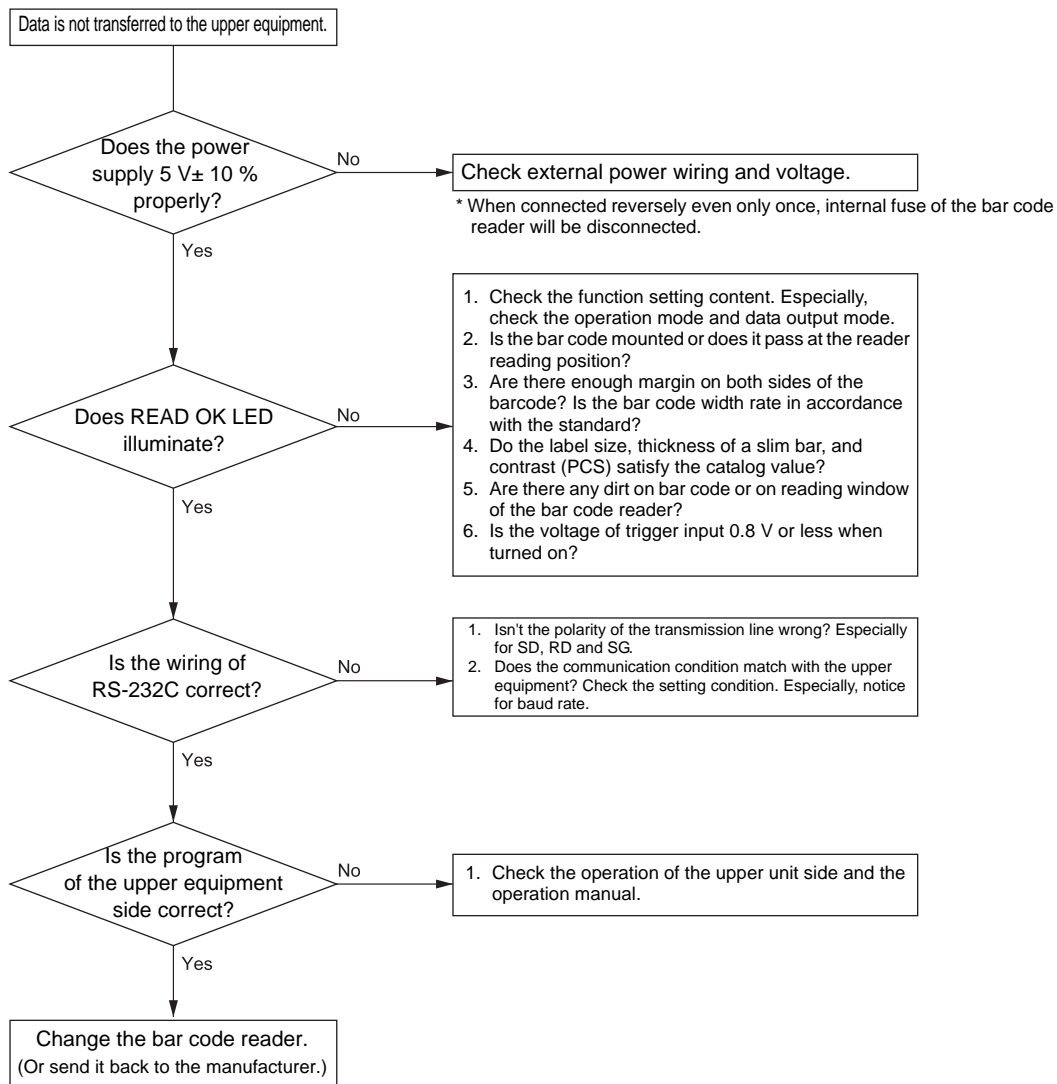 Data is not transferred to the upper equipment.
Does the power
supply 5 V± 10 %
properly?
No
Check external power wiring and voltage.
* When connected reversely even only once, internal fuse of the bar code
reader will be disconnected.
Yes
Does READ OK LED
illuminate?
No
1. Check the function setting content. Especially,
check the operation mode and data output mode.
2. Is the bar code mounted or does it pass at the reader
reading position?
3. Are there enough margin on both sides of the
barcode? Is the bar code width rate in accordance
with the standard?
4. Do the label size, thickness of a slim bar, and
contrast (PCS) satisfy the catalog value?
5. Are there any dirt on bar code or on reading window
of the bar code reader?
6. Is the voltage of trigger input 0.8 V or less when
turned on?
Yes
Is the wiring of
RS-232C correct?
No
1. Isn't the polarity of the transmission line wrong? Especially
for SD, RD and SG.
2. Does the communication condition match with the upper
equipment? Check the setting condition. Especially, notice
for baud rate.
Yes
Is the program
of the upper equipment
side correct?
No
1. Check the operation of the upper unit side and the
operation manual.
Yes
Change the bar code reader.
(Or send it back to the manufacturer.)